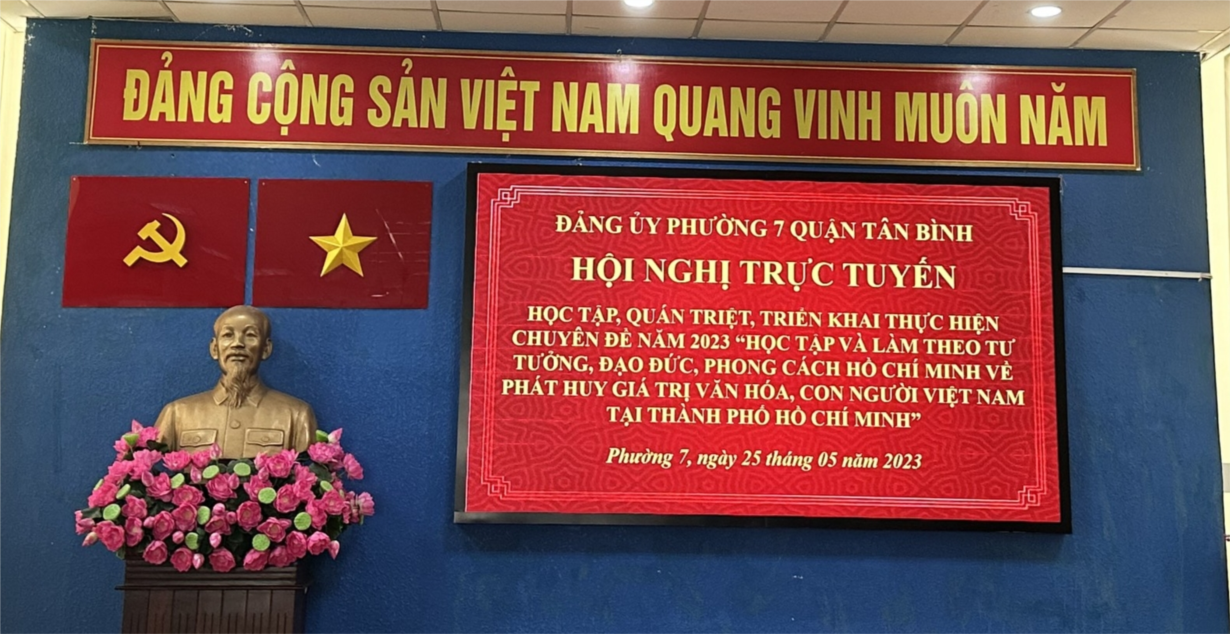 ĐẢNG CỘNG SẢN VIỆT NAM QUANG VINH MUÔN NĂM
ĐẢNG ỦY PHƯỜNG 7 QUẬN TÂN BÌNH
HỘI NGHỊ TRỰC TUYẾN
HỌC TẬP, QUÁN TRIỆT, TRIỂN KHAI THỰC HIỆN
CHUYÊN ĐỀ NĂM 2023 “HỌC TẬP VÀ LÀM THEO TƯ
TƯỞNG, ĐẠO ĐỨC, PHONG CÁCH HỒ CHÍ MINH VỀ
PHÁT HUY GIÁ TRỊ VĂN HÓA, CON NGƯỜI VIỆT NAM
TẠI THÀNH PHỐ HỒ CHÍ MINH”
Phường 7, ngày 25 tháng 05 năm 2023